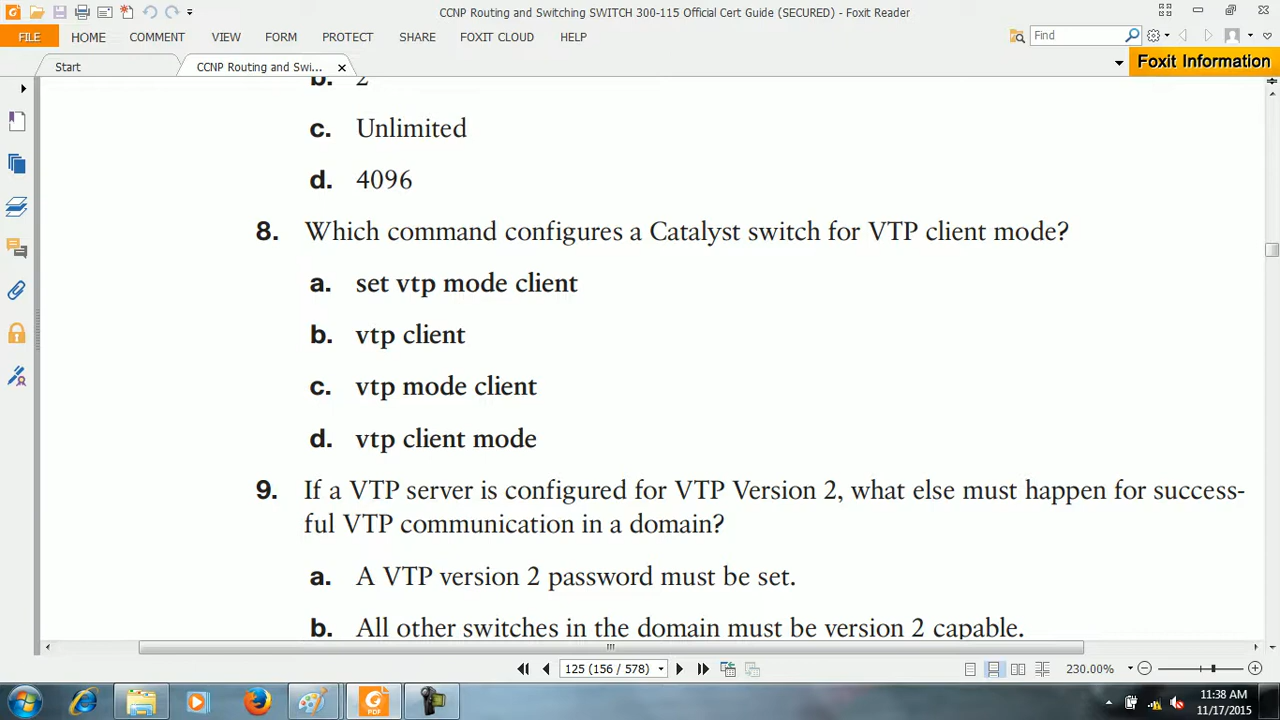 CCNP Routing and Switching SWITCH 300-115 Official Cert Guide (SECURED) - Foxit Reader
FILE HOME COMMENT VIEW FORM PROTECT SHARE FOXIT CLOUD HELP Find
Start CCNP Routing and Swi... Foxit Information
b. 2
c. Unlimited
d. 4096
8. Which command configures a Catalyst switch for VTP client mode?
a. set vtp mode client
b. vtp client
c. vtp mode client
d. vtp client mode
9. If a VTP server is configured for VTP Version 2, what else must happen for success-
ful VTP communication in a domain?
a. A VTP version 2 password must be set.
b. All other switches in the domain must be version 2 capable.
125 (156 / 578) 230.00%
PDF
11:38 AM
11/17/2015